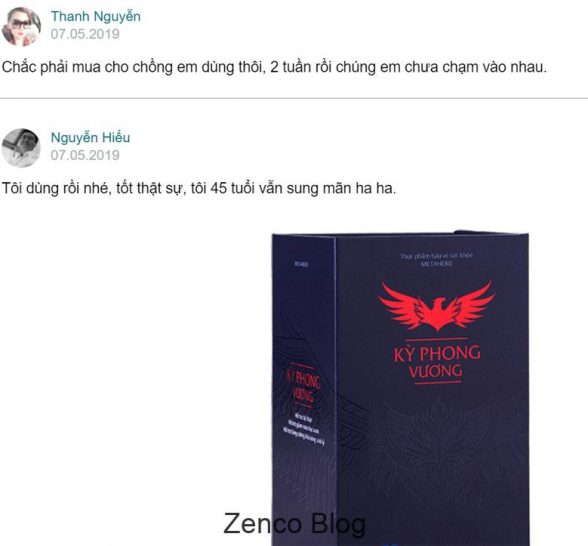 Thanh Nguyễn
07.05.2019
Chắc phải mua cho chồng em dùng thôi, 2 tuần rồi chúng em chưa chạm vào nhau.
Nguyễn Hiếu
07.05.2019
Tôi dùng rồi nhé, tốt thật sự, tôi 45 tuổi vẫn sung mãn ha ha.
Thực phẩm bảo vệ sức khỏe
METAHERB
METAHERB
KỲ PHONG
VƯƠNG
KỲ PHONG
VƯƠNG
Zenco Blog